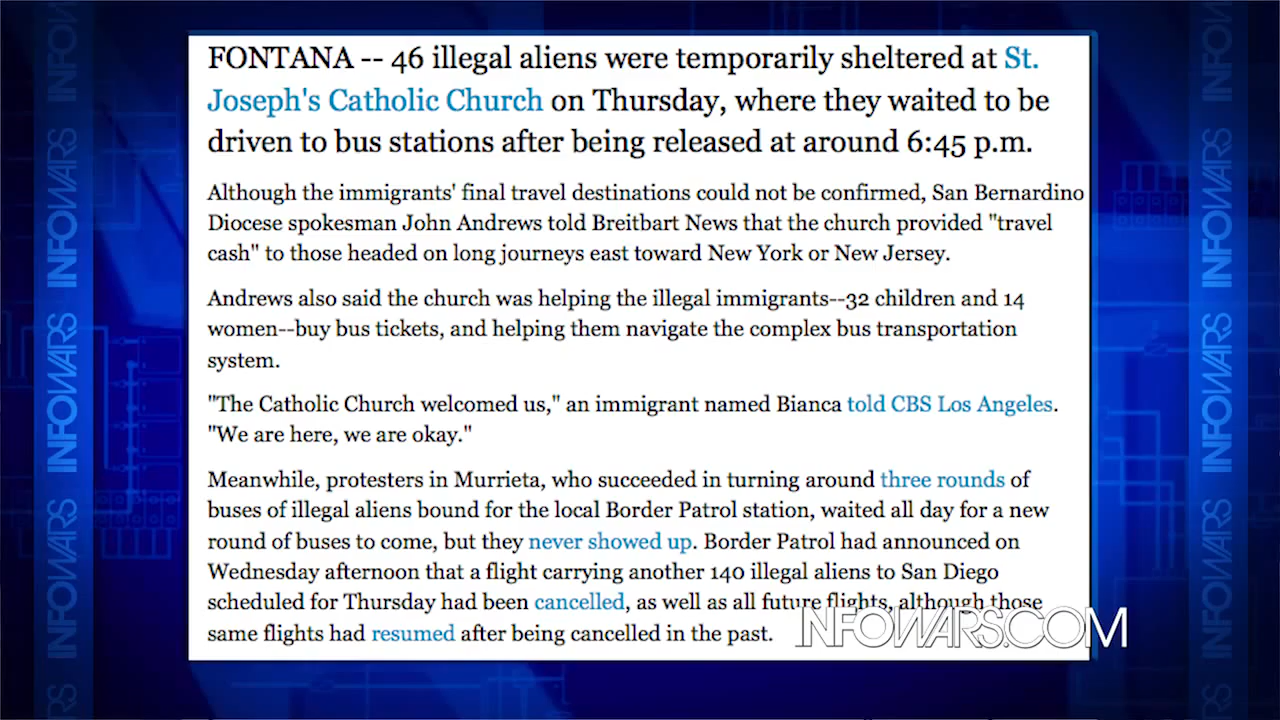 FONTANA -- 46 illegal aliens were temporarily sheltered at St.
Joseph's Catholic Church on Thursday, where they waited to be
driven to bus stations after being released at around 6:45 p.m.
Although the immigrants' final travel destinations could not be confirmed, San Bernardino
Diocese spokesman John Andrews told Breitbart News that the church provided "travel
cash" to those headed on long journeys east toward New York or New Jersey.
Andrews also said the church was helping the illegal immigrants--32 children and 14
women--buy bus tickets, and helping them navigate the complex bus transportation
system.
"The Catholic Church welcomed us," an immigrant named Bianca told CBS Los Angeles.
"We are here, we are okay."
Meanwhile, protesters in Murrieta, who succeeded in turning around three rounds of
buses of illegal aliens bound for the local Border Patrol station, waited all day for a new
round of buses to come, but they never showed up. Border Patrol had announced on
Wednesday afternoon that a flight carrying another 140 illegal aliens to San Diego
scheduled for Thursday had been cancelled, as well as all future flights, although those
same flights had resumed after being cancelled in the past.
INFOWARS.COM
INFOWARS
INFOWARS
INFOWARS
INFOWARS
INFOWARS
INFOWARS